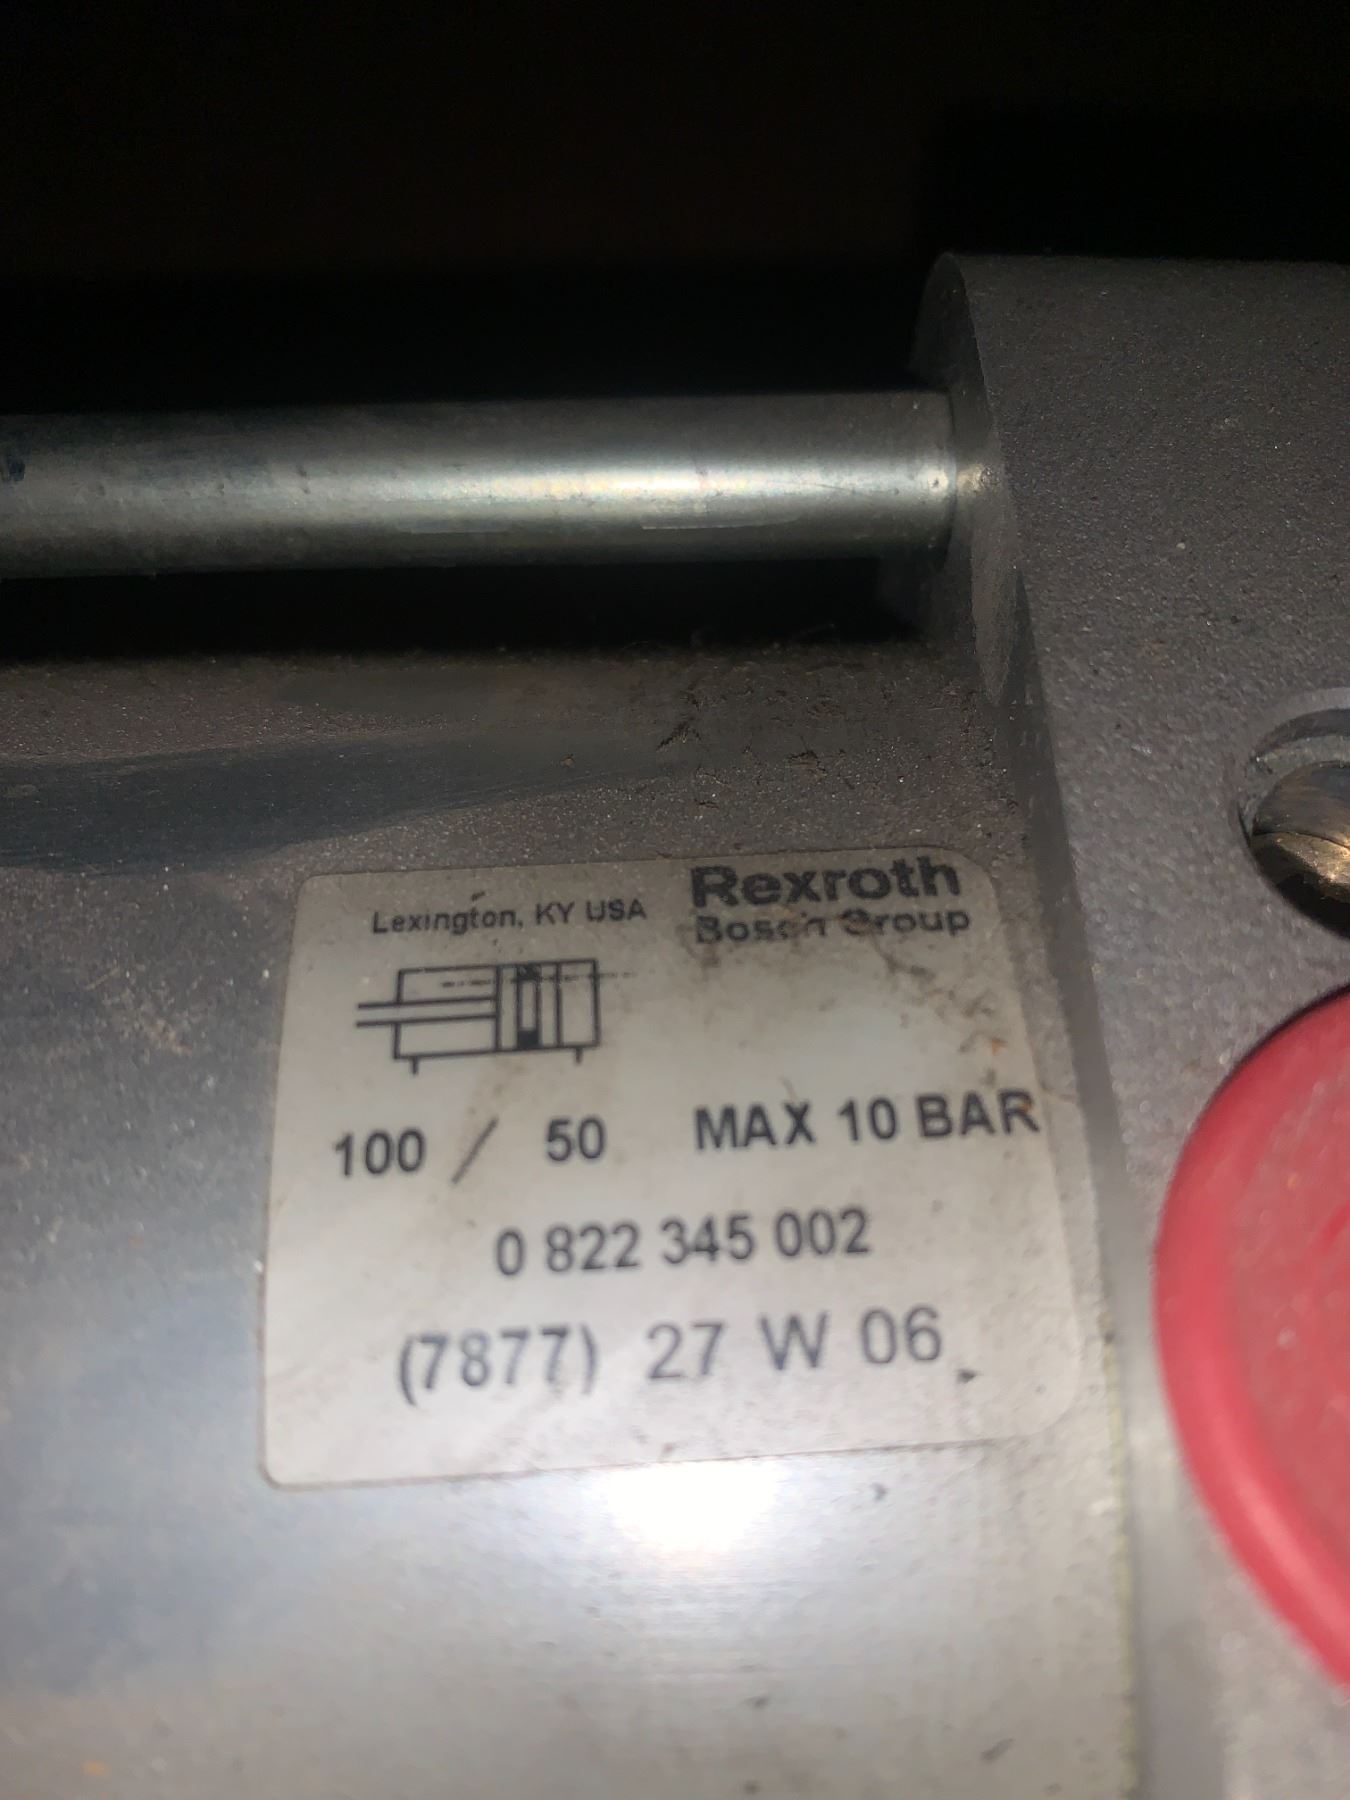 Rexroth
Lexington, KY USA
Bosch Group
100 / 50 MAX 10 BAR
0 822 345 002
(7877) 27 W 06